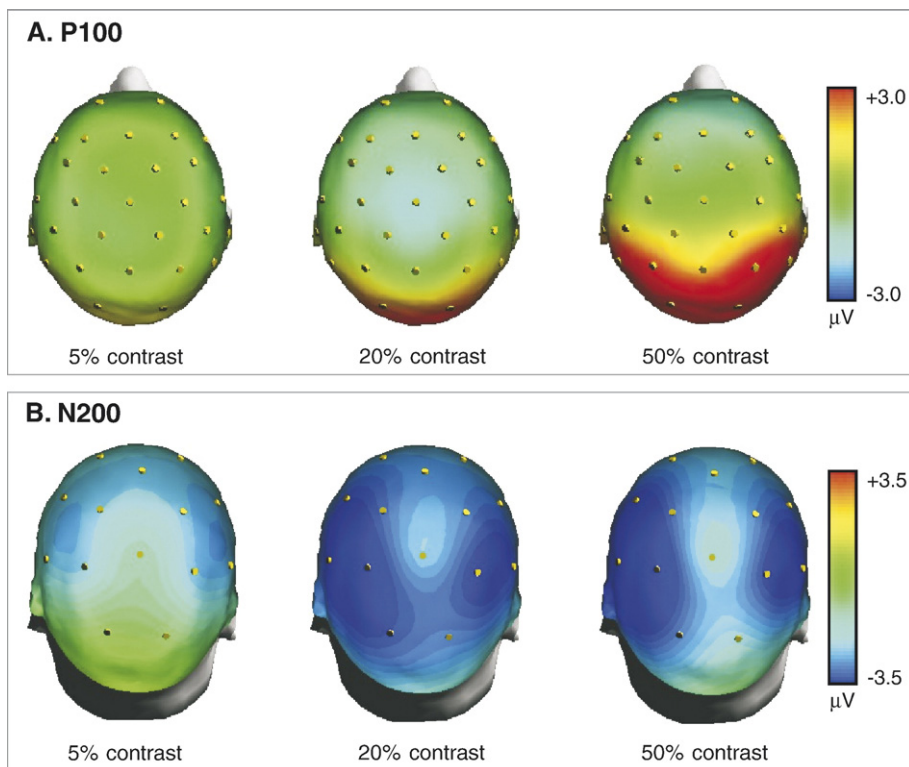 A. P100
+3.0
-3.0
µV
5% contrast
20% contrast
50% contrast
B. N200
+3.5
-3.5
µV
5% contrast
20% contrast
50% contrast